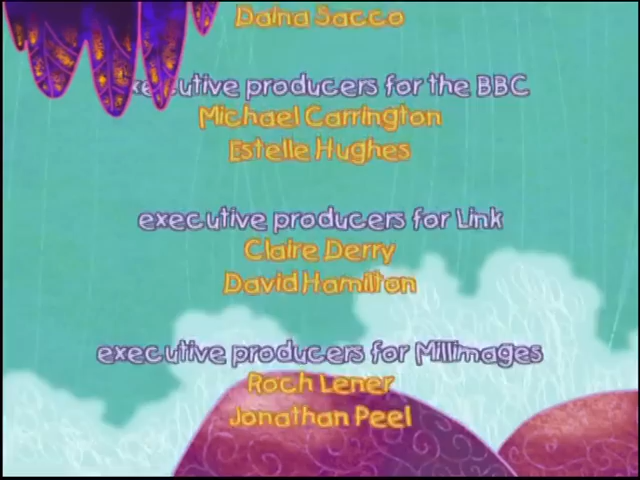 Daina Sacco
executive producers for the BBC
Michael Carrington
Estelle Hughes
executive producers for Link
Claire Derry
David Hamilton
executive producers for Millimages
Roch Lener
Jonathan Peel